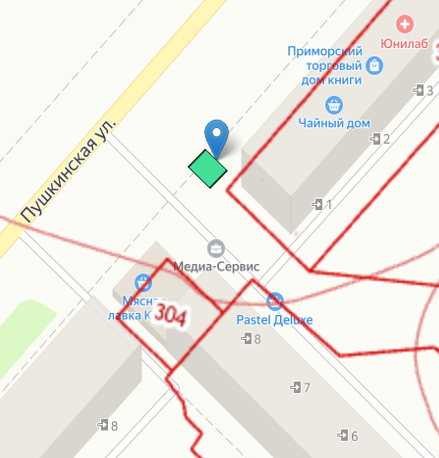 Юнилаб
Приморский
торговый
дом книги
3
Чайный дом
2
Пушкинская ул.
1
Медиа-Сервис
Мясная
лавка К
304
Pastel Deluxe
8
7
8
6